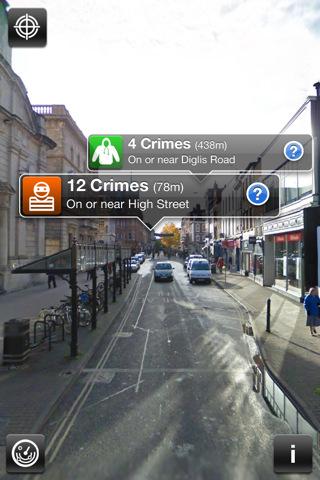 4 Crimes (438m)
On or near Diglis Road
?
12 Crimes (78m)
On or near High Street
?
i